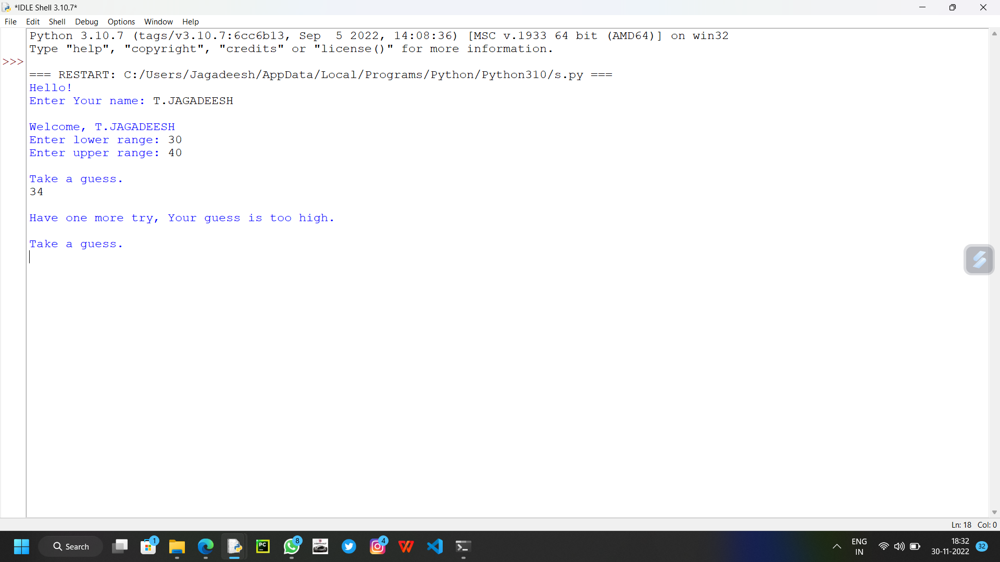 *IDLE Shell 3.10.7*
File Edit Shell Debug Options Window Help
Python 3.10.7 (tags/v3.10.7:6cc6b13, Sep  5 2022, 14:08:36) [MSC v.1933 64 bit (AMD64)] on win32
Type "help", "copyright", "credits" or "license()" for more information.
>>>
=== RESTART: C:/Users/Jagadeesh/AppData/Local/Programs/Python/Python310/s.py ===
Hello!
Enter Your name: T.JAGADEESH
Welcome, T.JAGADEESH
Enter lower range: 30
Enter upper range: 40
Take a guess.
34
Have one more try, Your guess is too high.
Take a guess.
Ln: 18 Col: 0
Search
1
PC
8
4
ENG
IN
18:32
30-11-2022
32